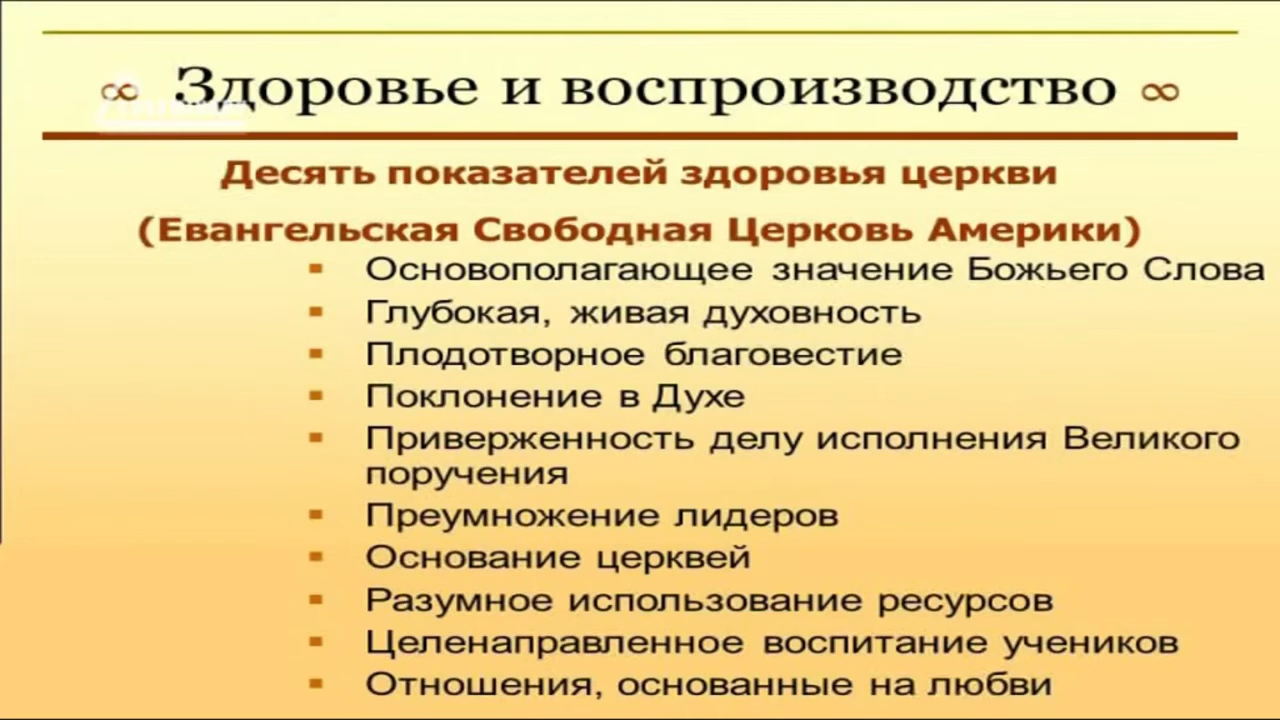 ∞ Здоровье и воспроизводство ∞
Десять показателей здоровья церкви
(Евангельская Свободная Церковь Америки)
▪ Основополагающее значение Божьего Слова
▪ Глубокая, живая духовность
▪ Плодотворное благовестие
▪ Поклонение в Духе
▪ Приверженность делу исполнения Великого
поручения
▪ Преумножение лидеров
▪ Основание церквей
▪ Разумное использование ресурсов
▪ Целенаправленное воспитание учеников
▪ Отношения, основанные на любви